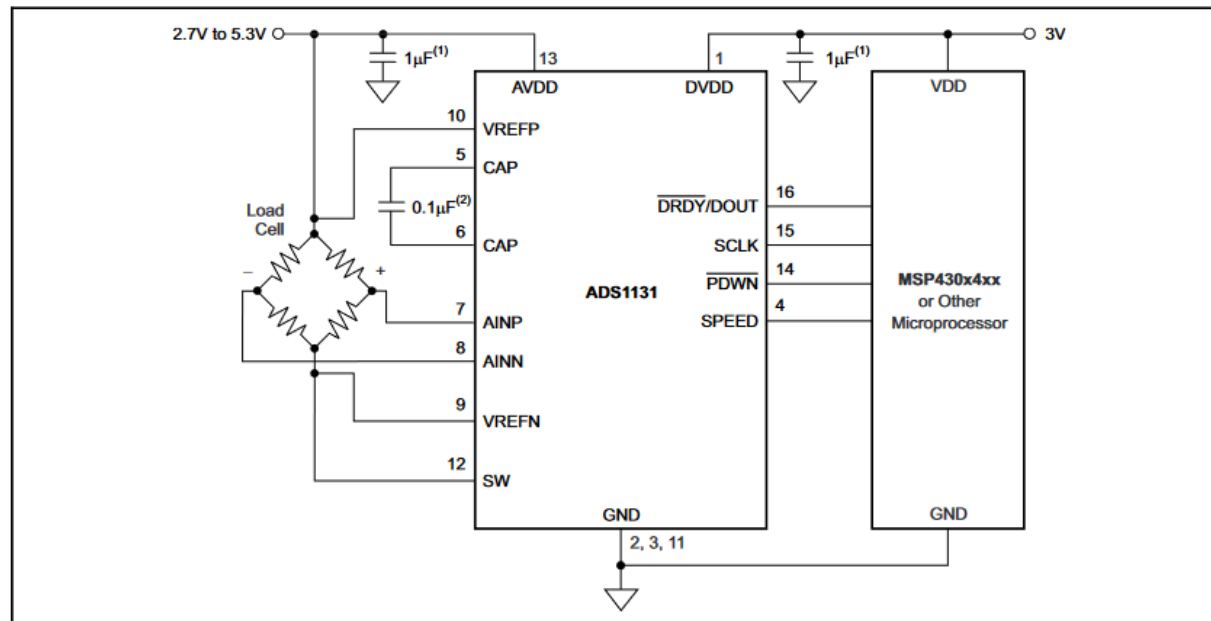 2.7V to 5.3V
1μF(1)
13
1
1μF(1)
3V
AVDD
DVDD
VDD
10
VREFP
5
CAP
0.1μF(2)
6
CAP
Load
Cell
–
+
7
AINP
8
AINN
9
VREFN
12
SW
ADS1131
16
DRDY/DOUT
15
SCLK
14
PDWN
4
SPEED
MSP430x4xx
or Other
Microprocessor
GND
2, 3, 11
GND